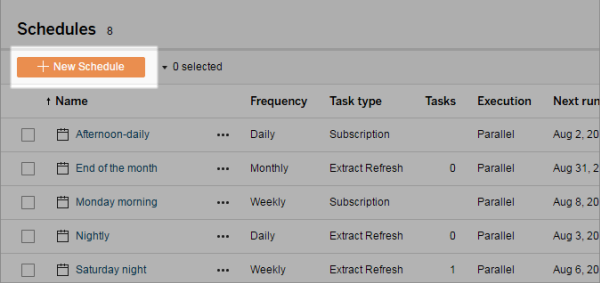 Schedules 8
+ New Schedule 0 selected
↑ Name Frequency Task type Tasks Execution Next run
Afternoon-daily ••• Daily Subscription Parallel Aug 2, 20
End of the month ••• Monthly Extract Refresh 0 Parallel Aug 31, 2
Monday morning ••• Weekly Subscription Parallel Aug 8, 20
Nightly ••• Daily Extract Refresh 0 Parallel Aug 3, 20
Saturday night ••• Weekly Extract Refresh 1 Parallel Aug 6, 20